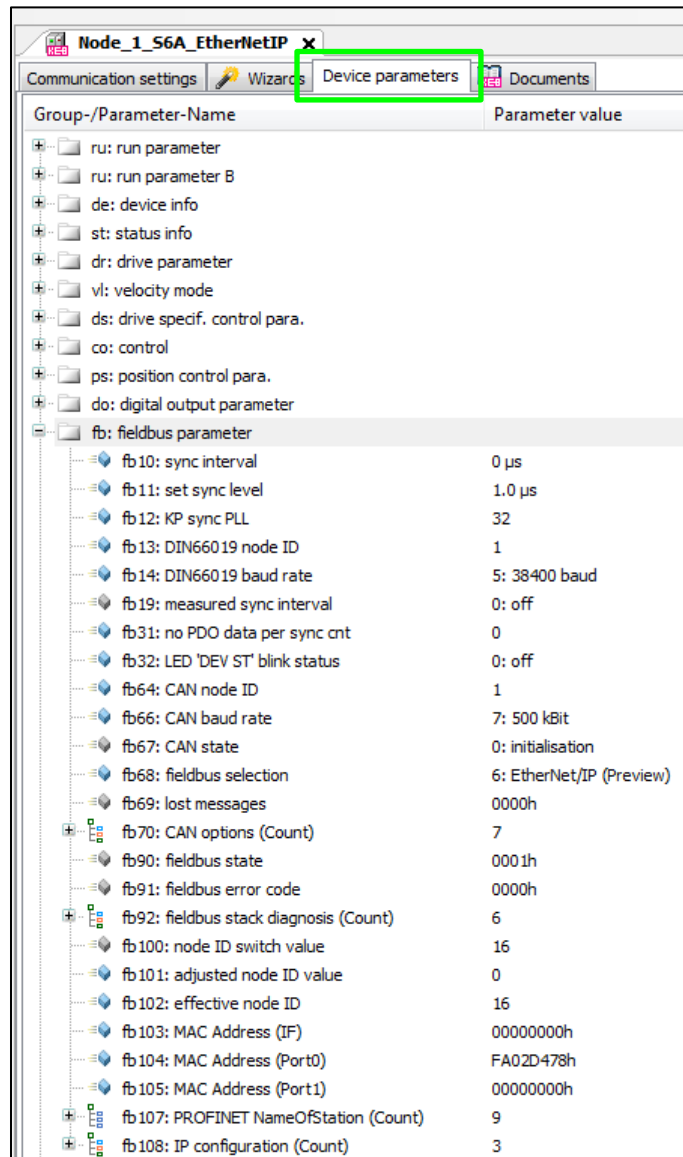 Node_1_S6A_EtherNetIP x
Communication settings Wizards Device parameters Documents
Group-/Parameter-Name Parameter value
ru: run parameter
ru: run parameter B
de: device info
st: status info
dr: drive parameter
vl: velocity mode
ds: drive specif. control para.
co: control
ps: position control para.
do: digital output parameter
fb: fieldbus parameter
fb10: sync interval 0 µs
fb11: set sync level 1.0 µs
fb12: KP sync PLL 32
fb13: DIN66019 node ID 1
fb14: DIN66019 baud rate 5: 38400 baud
fb19: measured sync interval 0: off
fb31: no PDO data per sync cnt 0
fb32: LED 'DEV ST' blink status 0: off
fb64: CAN node ID 1
fb66: CAN baud rate 7: 500 kBit
fb67: CAN state 0: initialisation
fb68: fieldbus selection 6: EtherNet/IP (Preview)
fb69: lost messages 0000h
fb70: CAN options (Count) 7
fb90: fieldbus state 0001h
fb91: fieldbus error code 0000h
fb92: fieldbus stack diagnosis (Count) 6
fb100: node ID switch value 16
fb101: adjusted node ID value 0
fb102: effective node ID 16
fb103: MAC Address (IF) 00000000h
fb104: MAC Address (Port0) FA02D478h
fb105: MAC Address (Port1) 00000000h
fb107: PROFINET NameOfStation (Count) 9
fb108: IP configuration (Count) 3